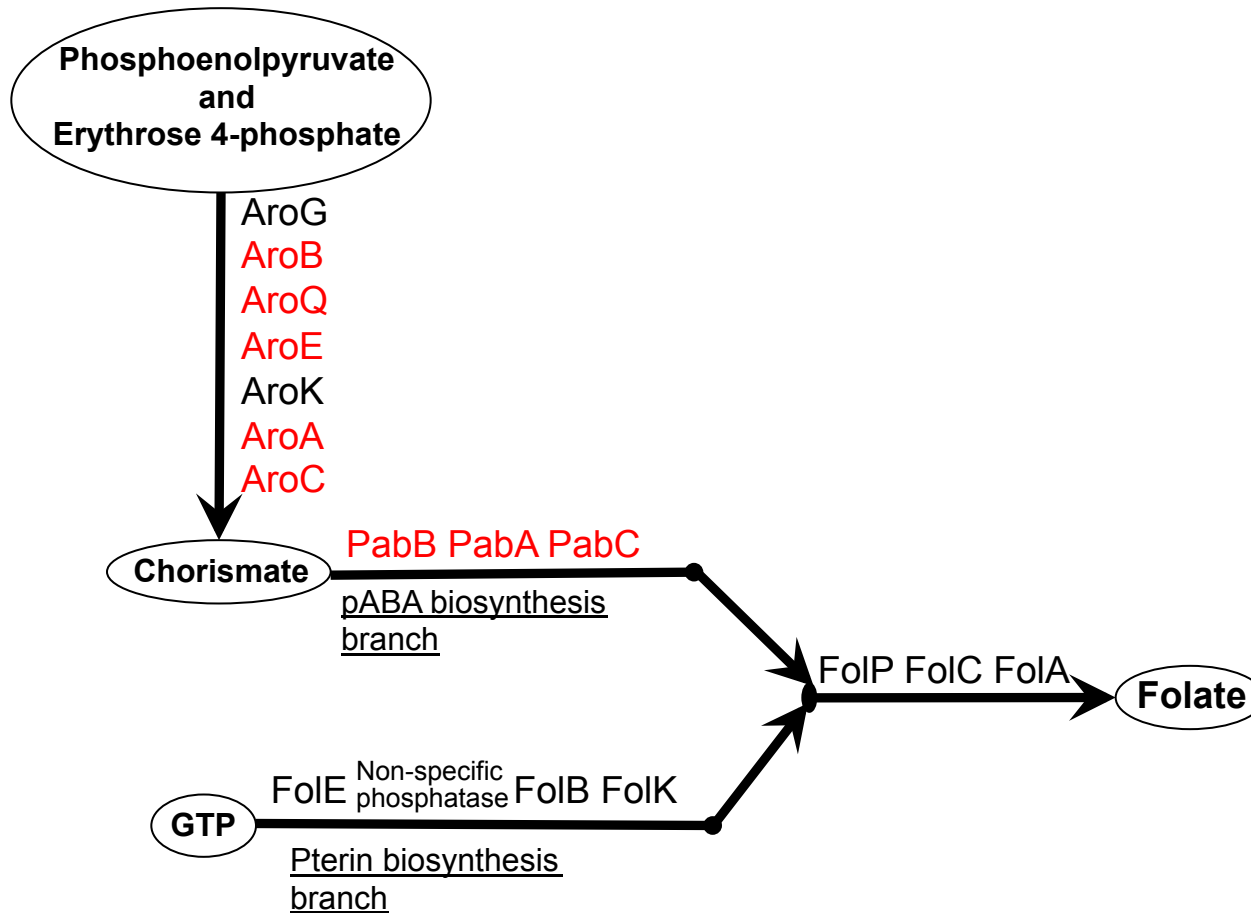 Phosphoenolpyruvate
and
Erythrose 4-phosphate
AroG
AroB
AroQ
AroE
AroK
AroA
AroC
Chorismate
PabB PabA PabC
pABA biosynthesis
branch
FolP FolC FolA
Folate
GTP
FolE Non-specific
phosphatase FolB FolK
Pterin biosynthesis
branch